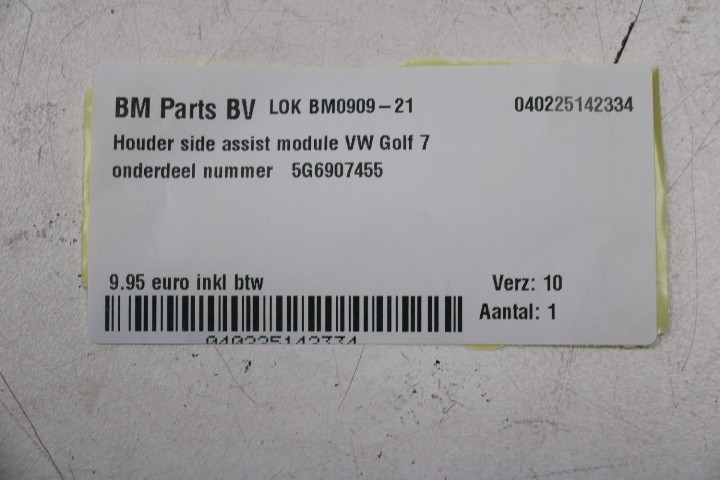 BM Parts BV LOK BM0909-21 040225142334
Houder side assist module VW Golf 7
onderdeel nummer 5G6907455
9.95 euro inkl btw Verz: 10
Aantal: 1
040225142334